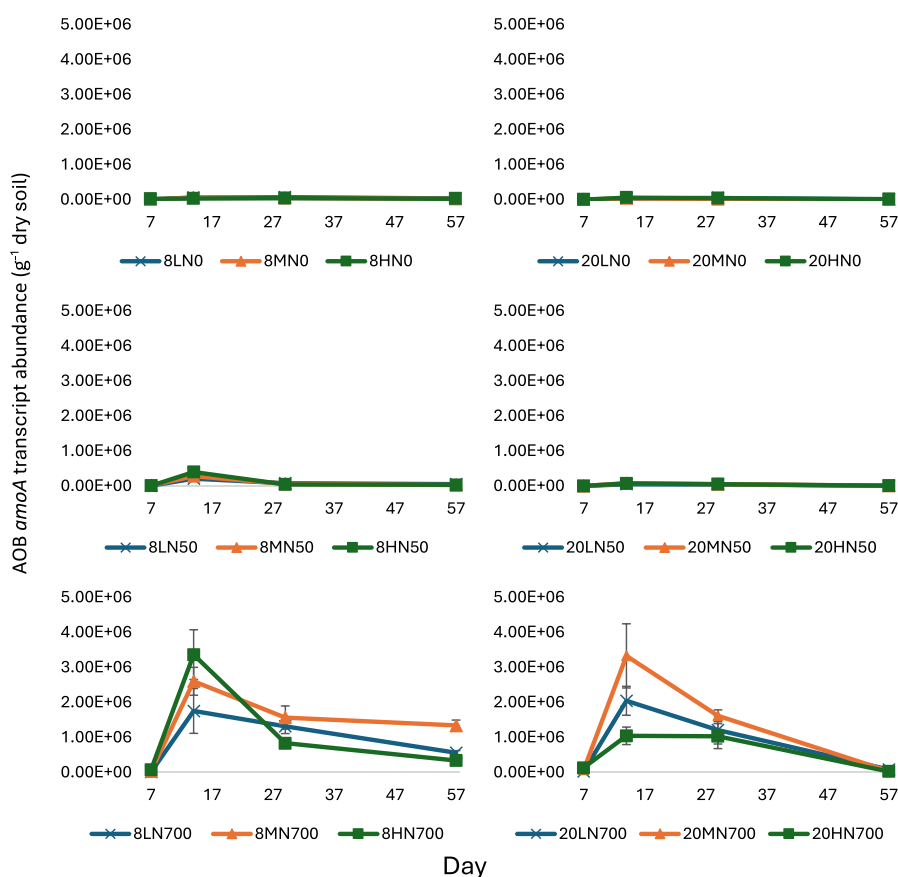 AOB amoA transcript abundance (g⁻¹ dry soil)
5.00E+06
4.00E+06
3.00E+06
2.00E+06
1.00E+06
0.00E+00
7 17 27 37 47 57
8LN0 8MN0 8HN0
5.00E+06
4.00E+06
3.00E+06
2.00E+06
1.00E+06
0.00E+00
7 17 27 37 47 57
20LN0 20MN0 20HN0
5.00E+06
4.00E+06
3.00E+06
2.00E+06
1.00E+06
0.00E+00
7 17 27 37 47 57
8LN50 8MN50 8HN50
5.00E+06
4.00E+06
3.00E+06
2.00E+06
1.00E+06
0.00E+00
7 17 27 37 47 57
20LN50 20MN50 20HN50
5.00E+06
4.00E+06
3.00E+06
2.00E+06
1.00E+06
0.00E+00
7 17 27 37 47 57
8LN700 8MN700 8HN700
5.00E+06
4.00E+06
3.00E+06
2.00E+06
1.00E+06
0.00E+00
7 17 27 37 47 57
20LN700 20MN700 20HN700
Day